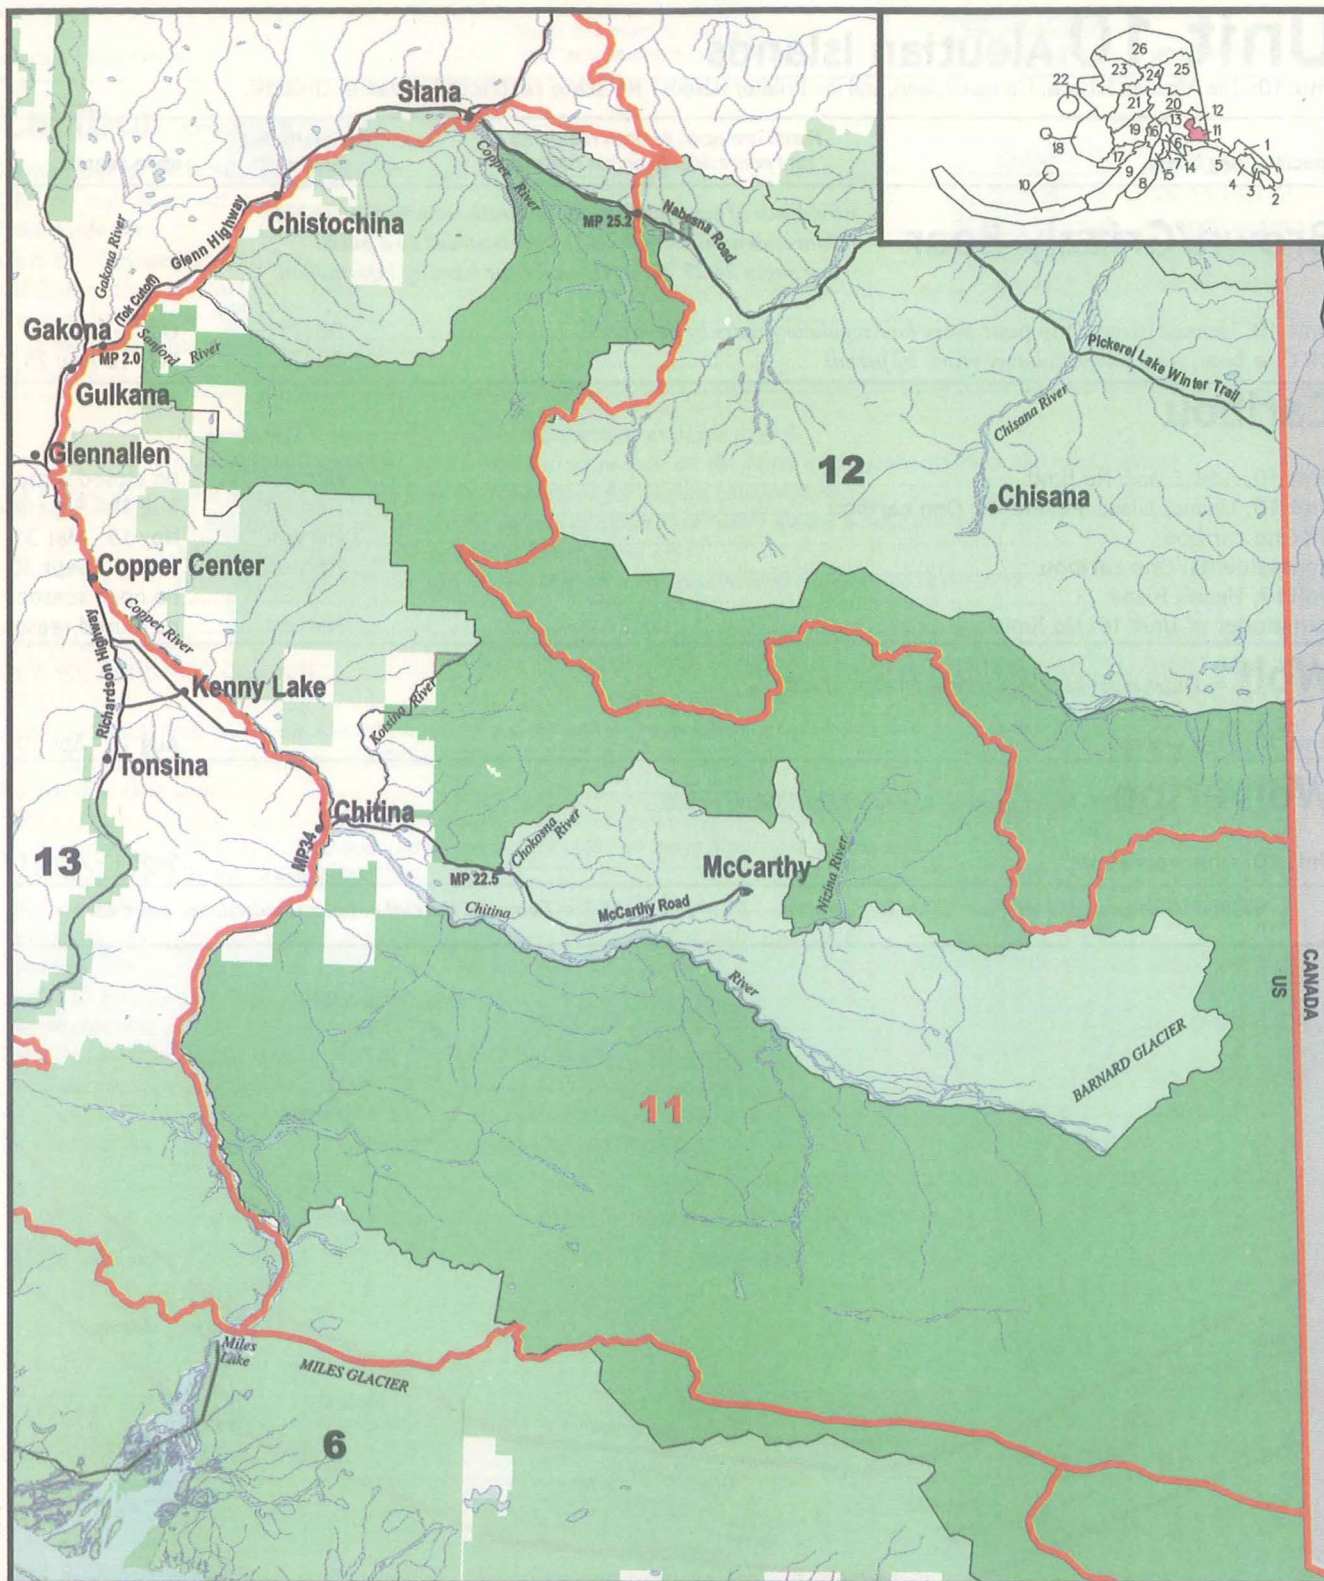 26
23
24
25
22
21
20
12
13
19
16
11
18
17
6
1
9
7
14
5
10
8
15
4
3
2
Slana
Copper River
Chistochina
MP 25.2
Nabesna Road
Gakona River
Glenn Highway
(Tok Cutoff)
Gakona
MP 2.0
Sanford River
Pickerel Lake Winter Trail
Gulkana
Chisana River
Glennallen
12
Chisana
Copper Center
Copper River
Richardson Highway
Kenny Lake
Kotsina River
Tonsina
Chitina
MP34
Chokosna River
13
McCarthy
MP 22.5
Nizina River
Chitina
McCarthy Road
River
CANADA
US
BARNARD GLACIER
11
Miles
Lake
MILES GLACIER
6